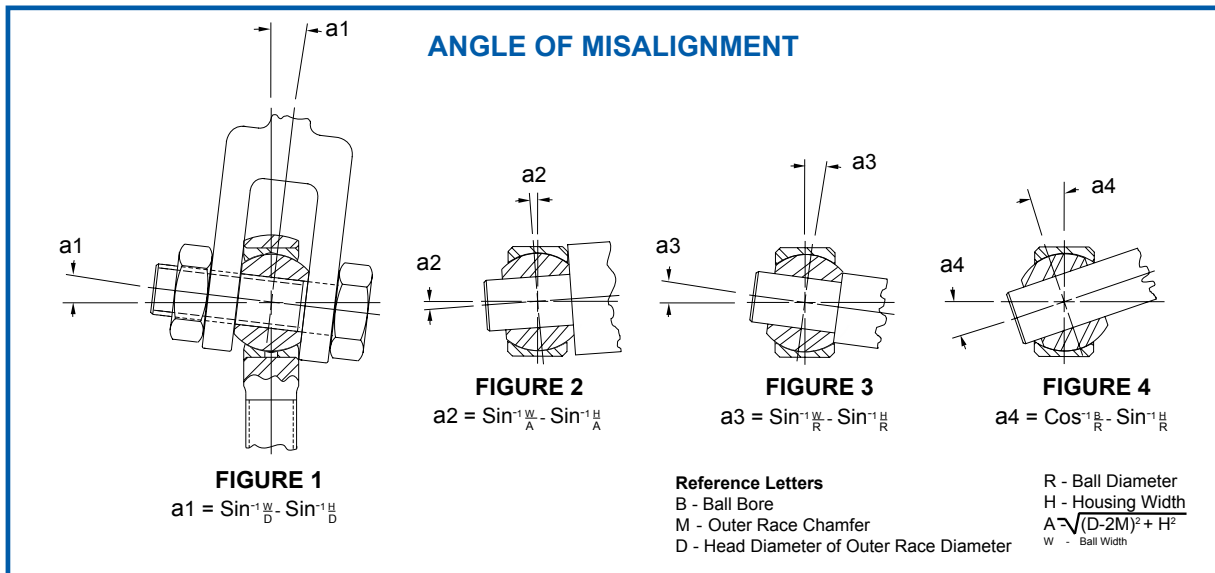 ANGLE OF MISALIGNMENT
a1
a1
a2
a2
a3
a3
a4
a4
FIGURE 1
a1 = Sin⁻¹ W/D - Sin⁻¹ H/D
FIGURE 2
a2 = Sin⁻¹ W/A - Sin⁻¹ H/A
FIGURE 3
a3 = Sin⁻¹ W/R - Sin⁻¹ H/R
FIGURE 4
a4 = Cos⁻¹ B/R - Sin⁻¹ H/R
Reference Letters
B - Ball Bore
M - Outer Race Chamfer
D - Head Diameter of Outer Race Diameter
R - Ball Diameter
H - Housing Width
A = √(D-2M)² + H²
W - Ball Width